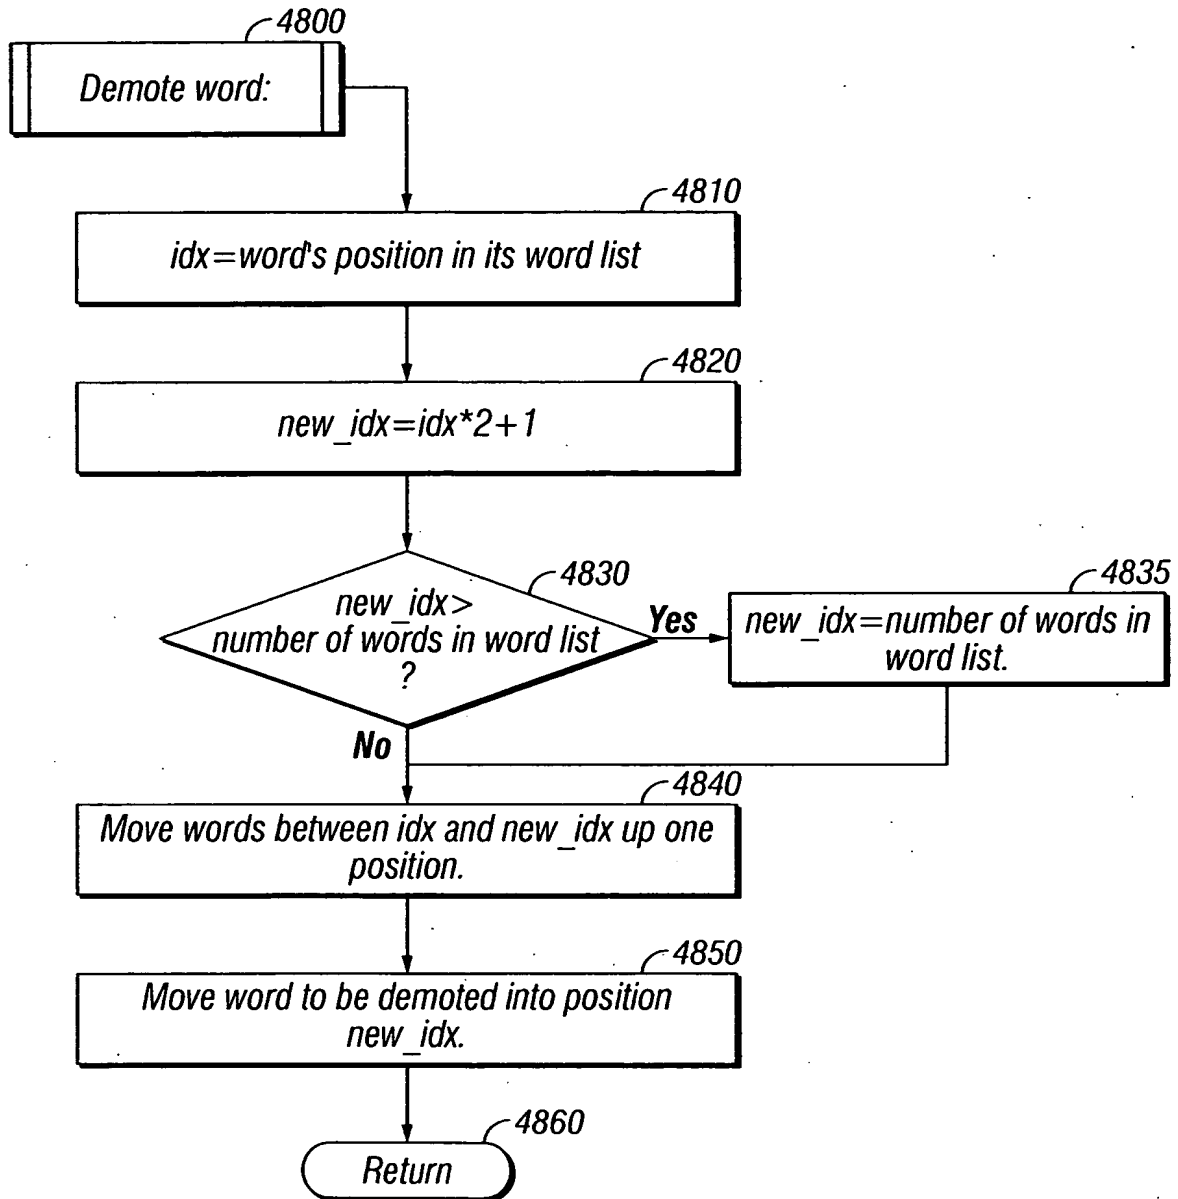 4800
Demote word:
4810
idx=word's position in its word list
4820
new_idx=idx*2+1
4830
new_idx>
number of words in word list
?
Yes
4835
new_idx=number of words in
word list.
No
4840
Move words between idx and new_idx up one
position.
4850
Move word to be demoted into position
new_idx.
4860
Return